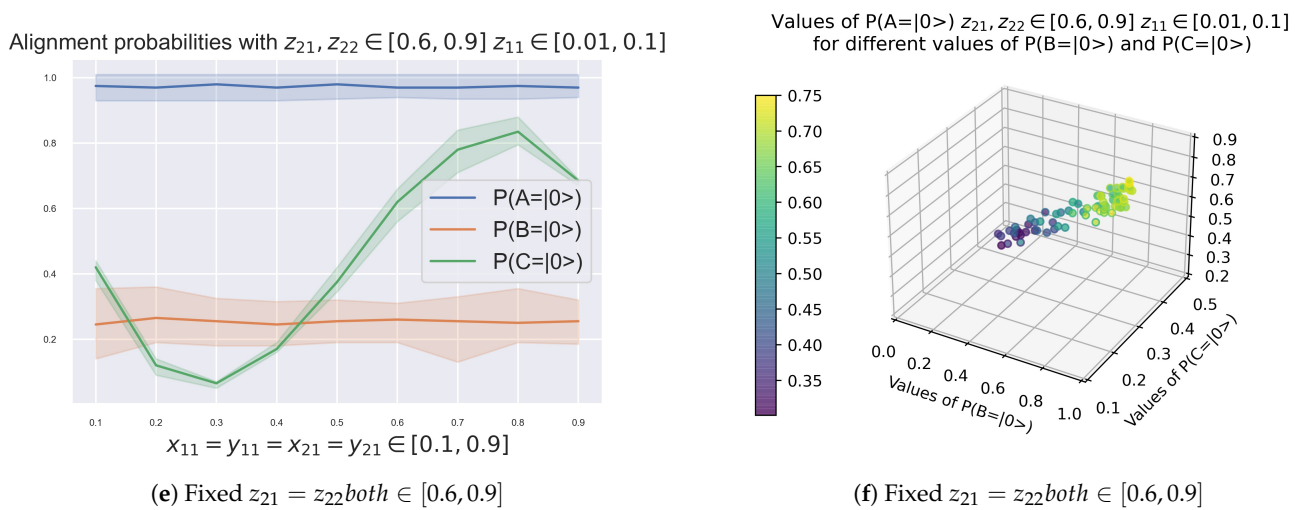 Alignment probabilities with z₂₁, z₂₂ ∈ [0.6, 0.9] z₁₁ ∈ [0.01, 0.1]
1.0
0.8
0.6
0.4
0.2
P(A=|0>)
P(B=|0>)
P(C=|0>)
0.1 0.2 0.3 0.4 0.5 0.6 0.7 0.8 0.9
x₁₁ = y₁₁ = x₂₁ = y₂₁ ∈ [0.1, 0.9]
(e) Fixed z₂₁ = z₂₂both ∈ [0.6, 0.9]
Values of P(A=|0>) z₂₁, z₂₂ ∈ [0.6, 0.9] z₁₁ ∈ [0.01, 0.1]
for different values of P(B=|0>) and P(C=|0>)
0.75
0.70
0.65
0.60
0.55
0.50
0.45
0.40
0.35
0.9
0.8
0.7
0.6
0.5
0.4
0.3
0.2
0.0 0.2 0.4 0.6 0.8 1.0
Values of P(B=|0>)
0.1 0.2 0.3 0.4 0.5
Values of P(C=|0>)
(f) Fixed z₂₁ = z₂₂both ∈ [0.6, 0.9]